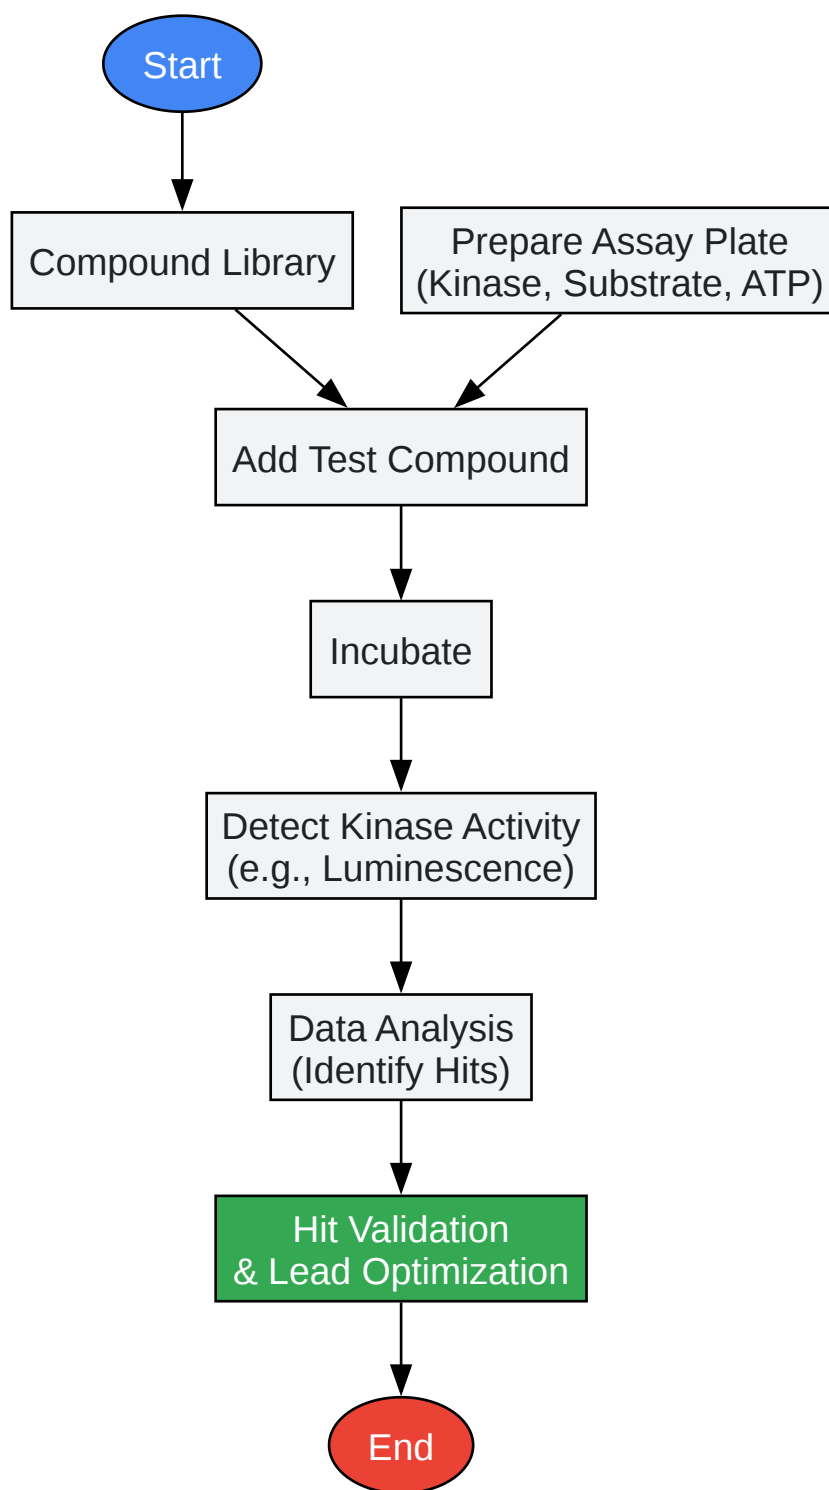 Start
Compound Library
Prepare Assay Plate
(Kinase, Substrate, ATP)
Add Test Compound
Incubate
Detect Kinase Activity
(e.g., Luminescence)
Data Analysis
(Identify Hits)
Hit Validation
& Lead Optimization
End